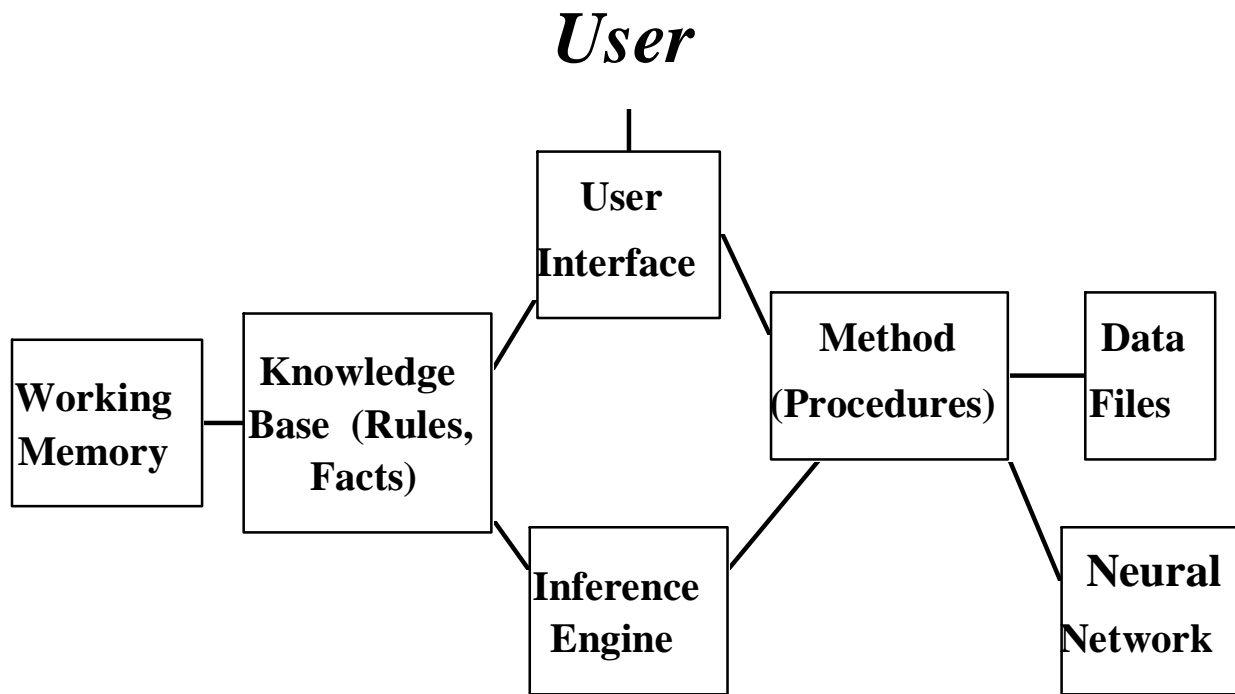 User
User
Interface
Working
Memory
Knowledge
Base (Rules,
Facts)
Method
(Procedures)
Data
Files
Inference
Engine
Neural
Network